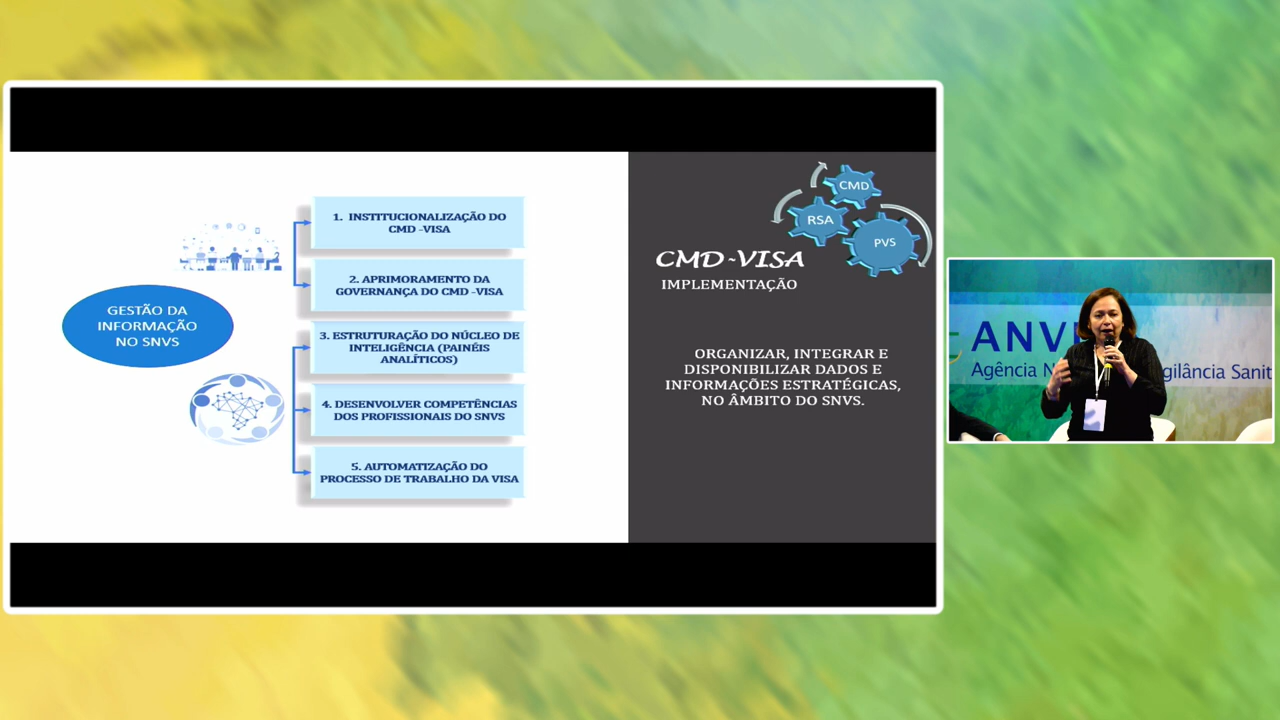 GESTÃO DA
INFORMAÇÃO
NO SNVS
1. INSTITUCIONALIZAÇÃO DO
CMD -VISA
2. APRIMORAMENTO DA
GOVERNANÇA DO CMD -VISA
3. ESTRUTURAÇÃO DO NÚCLEO DE
INTELIGÊNCIA (PAINÉIS
ANALÍTICOS)
4. DESENVOLVER COMPETÊNCIAS
DOS PROFISSIONAIS DO SNVS
5. AUTOMATIZAÇÃO DO
PROCESSO DE TRABALHO DA VISA
CMD
RSA
PVS
CMD-VISA
IMPLEMENTAÇÃO
ORGANIZAR, INTEGRAR E
DISPONIBILIZAR DADOS E
INFORMAÇÕES ESTRATÉGICAS,
NO ÂMBITO DO SNVS.
ANV
Agência N gilância Sanit